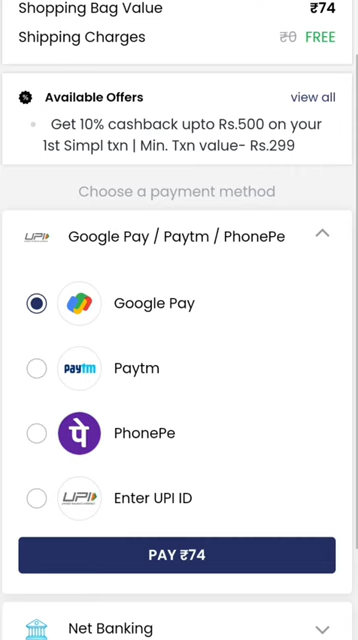 Shopping Bag Value ₹74
Shipping Charges ₹0 FREE
Available Offers view all
Get 10% cashback upto Rs.500 on your
1st Simpl txn | Min. Txn value- Rs.299
Choose a payment method
UPI Google Pay / Paytm / PhonePe
Google Pay
paytm Paytm
पे PhonePe
UPI Enter UPI ID
PAY ₹74
Net Banking